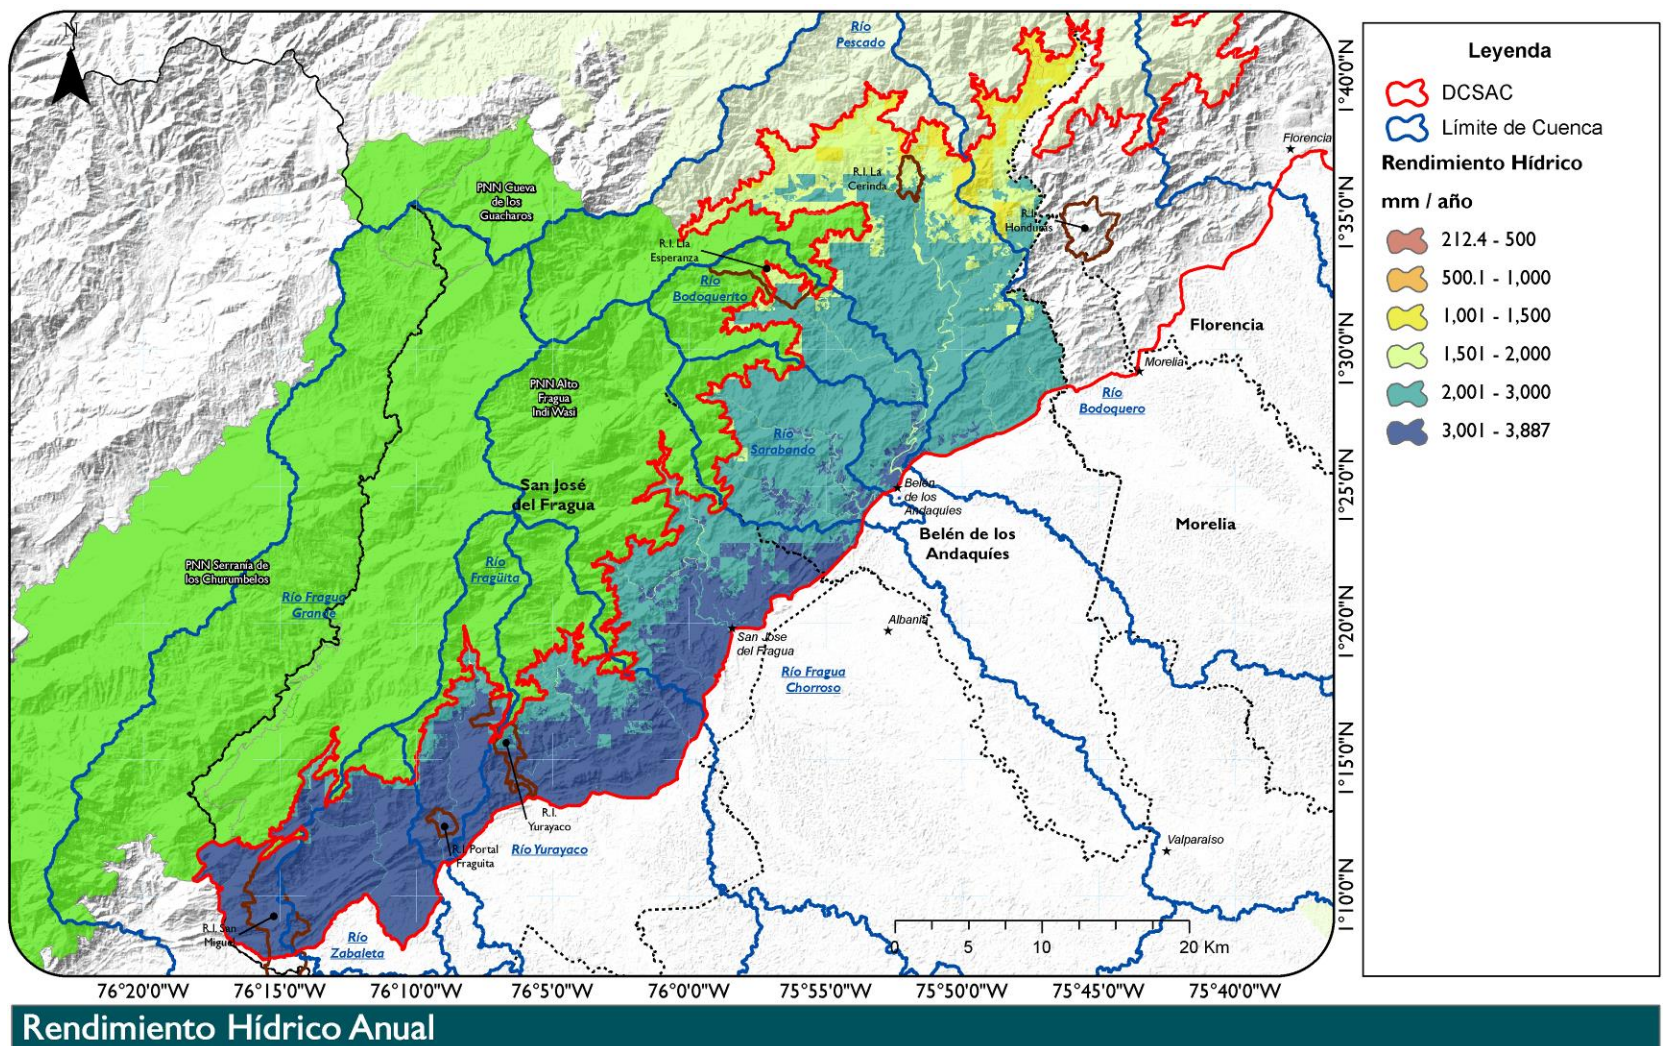 N
Río
Pescado
Florencia
PNN Cueva
de los
Guacharos
R.I. La
Cerinda
R.I.
Honduras
R.I. Lla
Esperanza
Río
Bodoquerito
Florencia
Morelia
PNN Alto
Fragua
Indi Wasi
Río
Bodoquero
Río
Sarabando
San José
del Fragua
Belén
de los
Andaquíes
Morelia
Belén de los
Andaquíes
PNN Serranía de
los Churumbelos
Río
Fragüita
Río Fragua
Grande
San Jose
del Fragua
Albania
Río Fragua
Chorroso
R.I.
Yurayaco
Río Yurayaco
R.I. Portal
Fraguita
Valparaíso
R.I. San
Miguel
Río
Zabaleta
0 5 10 20 Km
1°40'0"N
1°35'0"N
1°30'0"N
1°25'0"N
1°20'0"N
1°15'0"N
1°10'0"N
76°20'0"W 76°15'0"W 76°10'0"W 76°5'0"W 76°0'0"W 75°55'0"W 75°50'0"W 75°45'0"W 75°40'0"W
Leyenda
DCSAC
Límite de Cuenca
Rendimiento Hídrico
mm / año
212.4 - 500
500.1 - 1,000
1,001 - 1,500
1,501 - 2,000
2,001 - 3,000
3,001 - 3,887
Rendimiento Hídrico Anual